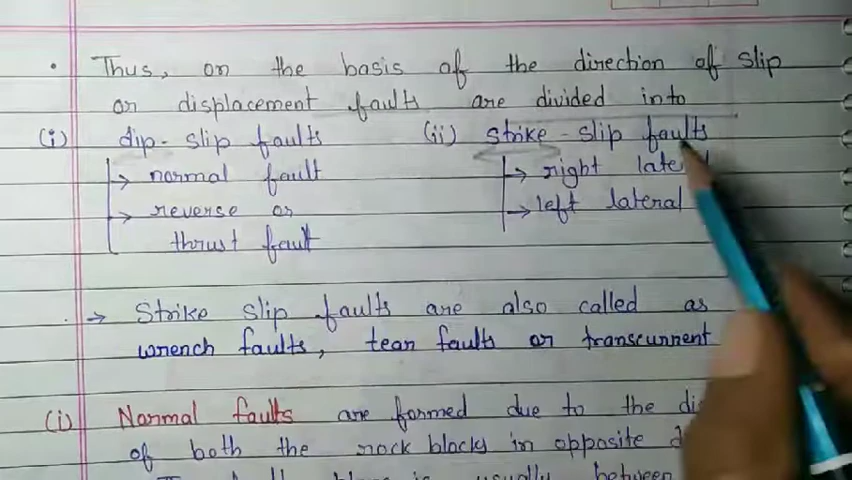 • Thus, on the basis of the direction of slip
or displacement faults are divided into
(i) dip-slip faults (ii) strike-slip faults
→ normal fault → right
→ reverse or → left lateral
thrust fault
→ Strike slip faults are also called as
wrench faults, tear faults or transcurrent
(i) Normal faults are formed due to the
of both the rock blocks in opposite
is usually between